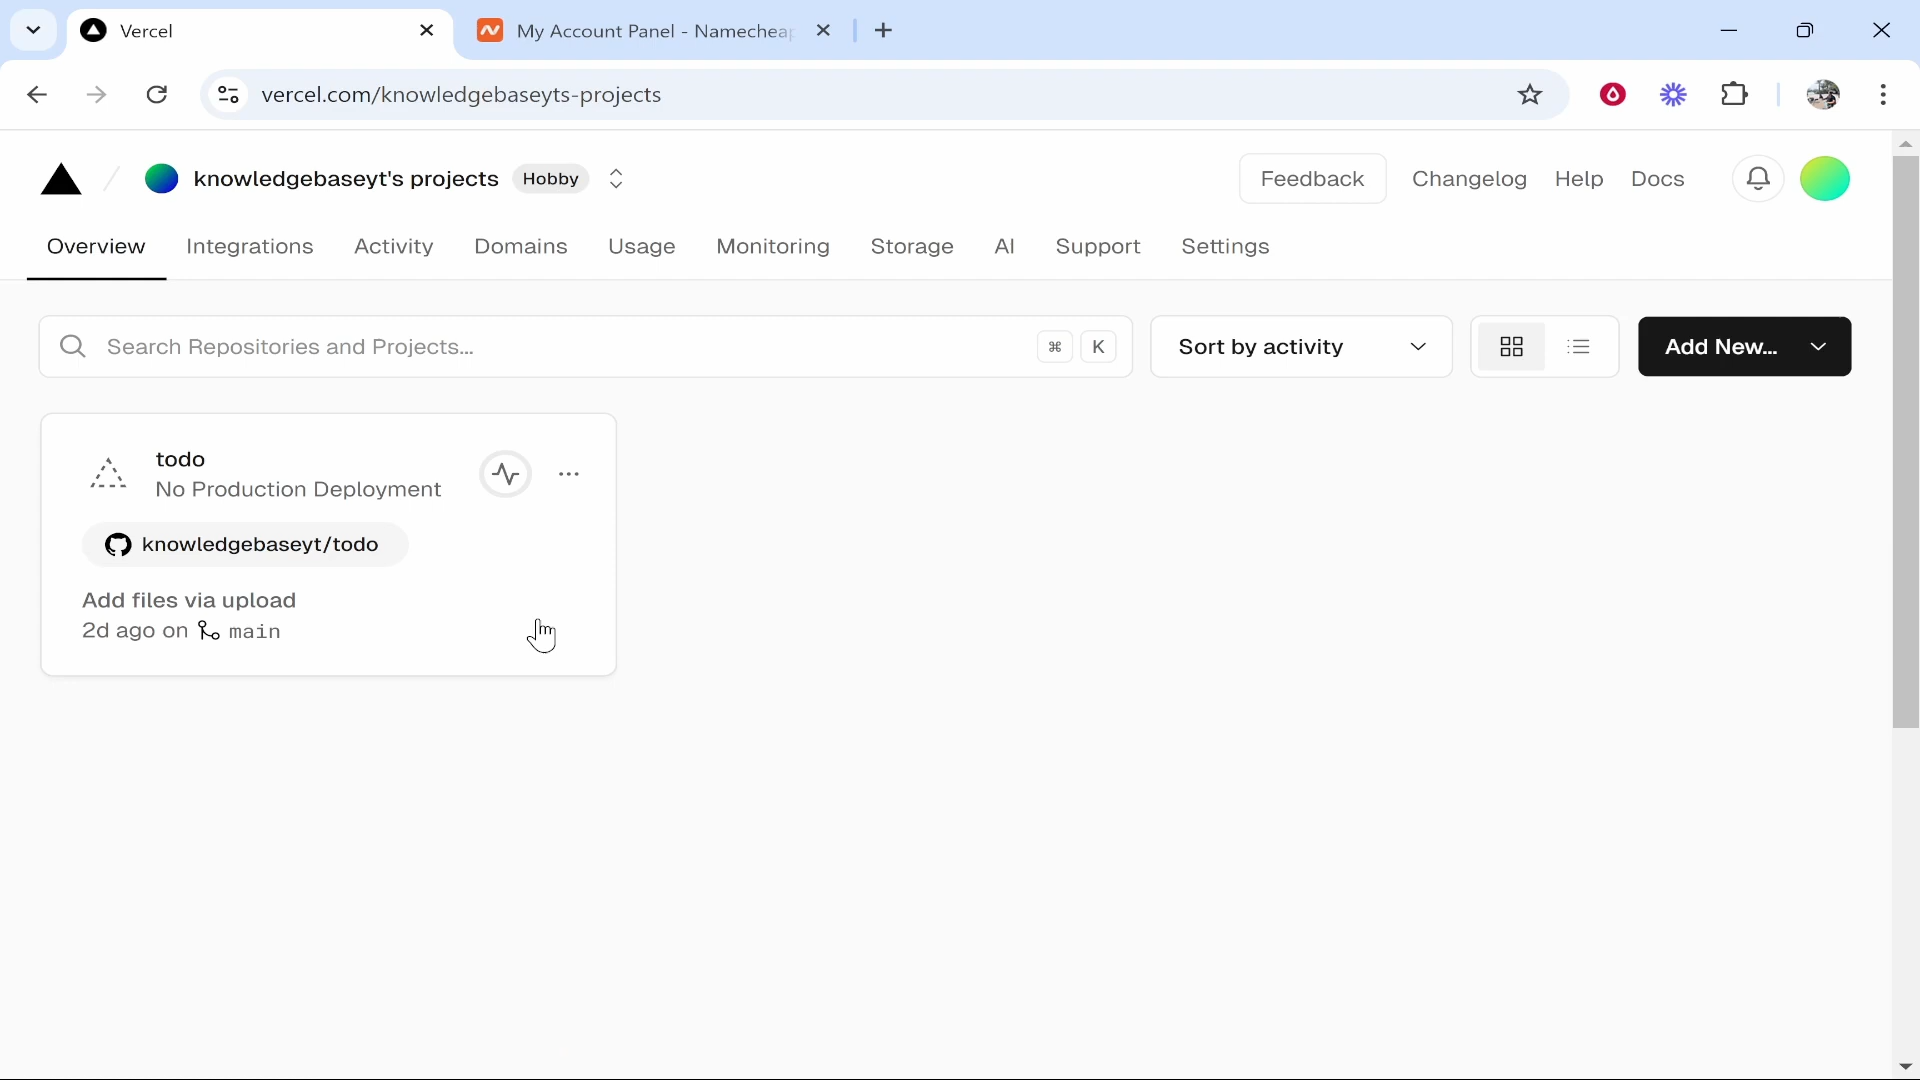 Vercel
My Account Panel - Namecheap
vercel.com/knowledgebaseyts-projects
knowledgebaseyt's projects Hobby
Feedback Changelog Help Docs
Overview Integrations Activity Domains Usage Monitoring Storage AI Support Settings
Search Repositories and Projects... ⌘ K Sort by activity Add New...
todo
No Production Deployment
knowledgebaseyt/todo
Add files via upload
2d ago on main